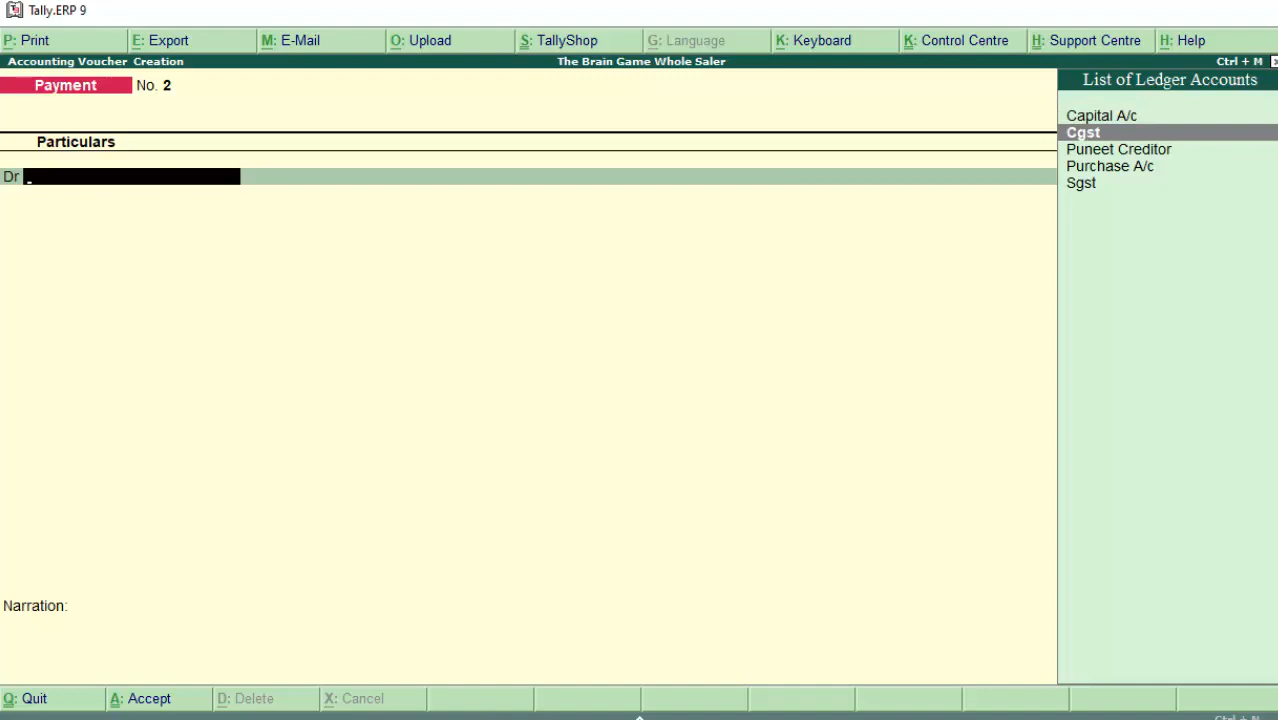 Tally.ERP 9
P: Print E: Export M: E-Mail O: Upload S: TallyShop G: Language K: Keyboard K: Control Centre H: Support Centre H: Help
Accounting Voucher Creation The Brain Game Whole Saler Ctrl + M
Payment No. 2 List of Ledger Accounts
Capital A/c
Cgst
Particulars Puneet Creditor
Purchase A/c
Dr Sgst
Narration:
Q: Quit A: Accept D: Delete X: Cancel
Ctrl + N